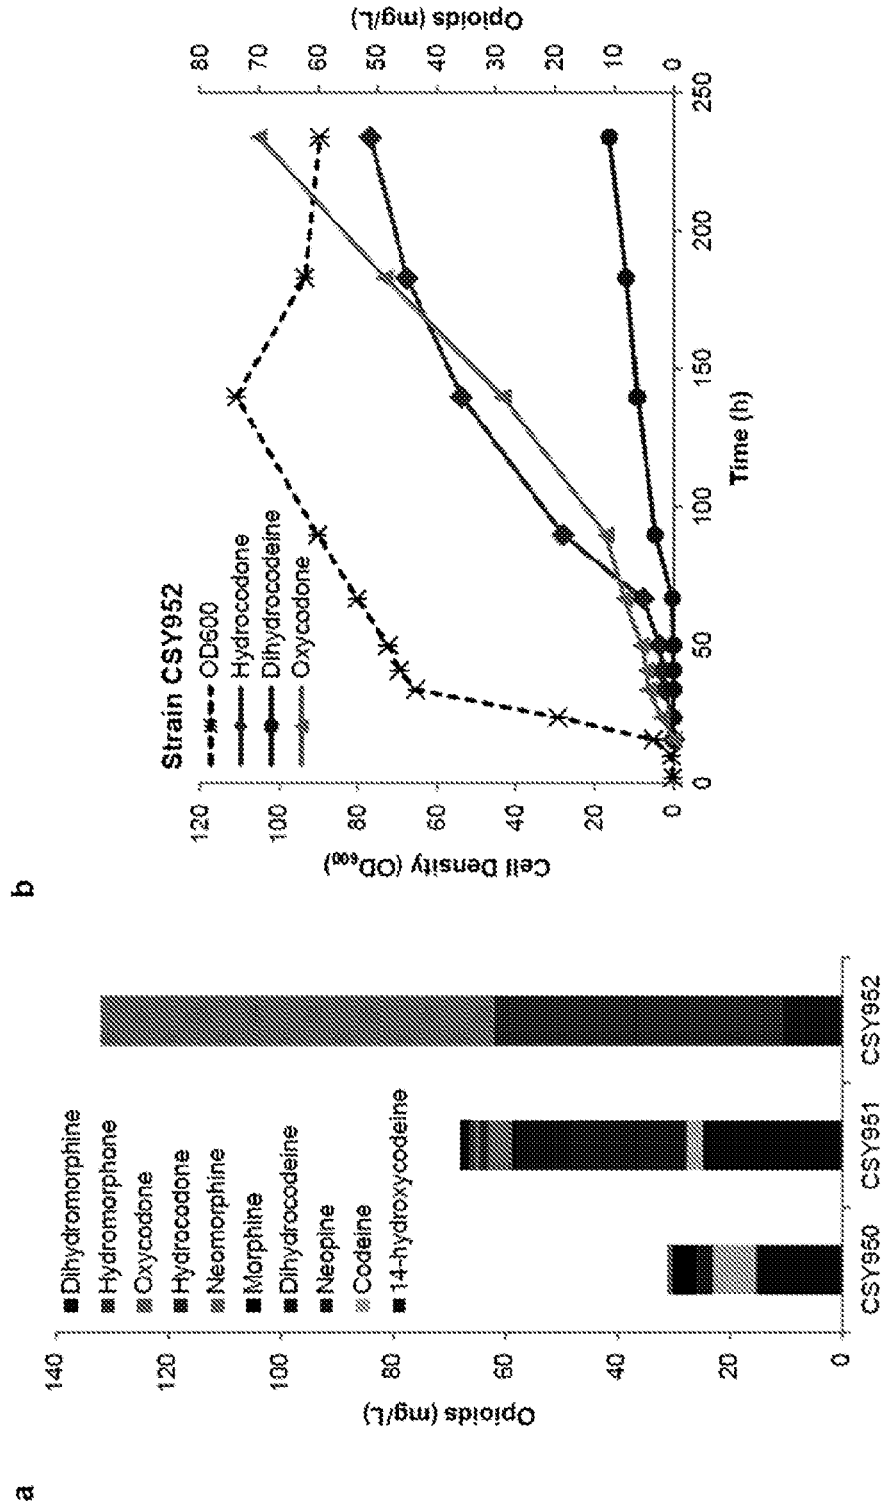 a
Opioids (mg/L)
140
120
100
80
60
40
20
0
Dihydromorphine
Hydromorphone
Oxycodone
Hydrocodone
Neomorphine
Morphine
Dihydrocodeine
Neopine
Codeine
14-hydroxycodeine
CSY950
CSY951
CSY952
b
Strain CSY952
OD600
Hydrocodone
Dihydrocodeine
Oxycodone
Cell Density (OD600)
120
100
80
60
40
20
0
0
50
100
150
200
250
Time (h)
80
70
60
50
40
30
20
10
0
Opioids (mg/L)